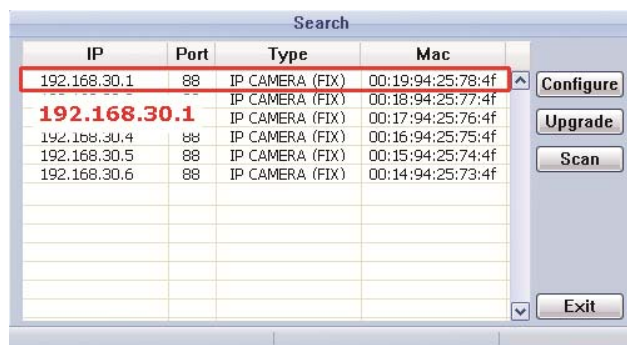 Search
IP Port Type Mac
192.168.30.1 88 IP CAMERA (FIX) 00:19:94:25:78:4f
Configure
IP CAMERA (FIX) 00:18:94:25:77:4f
192.168.30.1
IP CAMERA (FIX) 00:17:94:25:76:4f
Upgrade
192.168.30.4 88 IP CAMERA (FIX) 00:16:94:25:75:4f
192.168.30.5 88 IP CAMERA (FIX) 00:15:94:25:74:4f
Scan
192.168.30.6 88 IP CAMERA (FIX) 00:14:94:25:73:4f
Exit